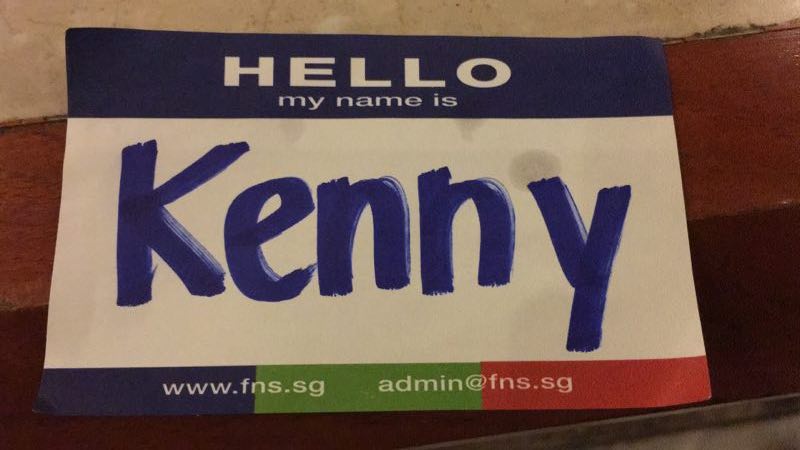 HELLO
my name is
Kenny
www.fns.sg admin@fns.sg